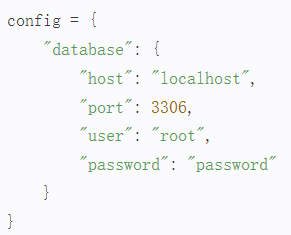 config = {
    "database": {
        "host": "localhost",
        "port": 3306,
        "user": "root",
        "password": "password"
    }
}